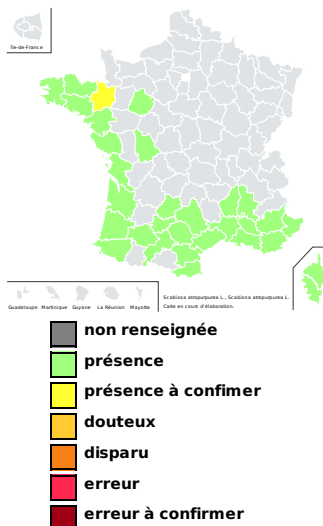 Île-de-France
Guadeloupe Martinique Guyane La Réunion Mayotte
Scabiosa atropurpurea L., Scabiosa atropurpurea L.
Carte en cours d'élaboration.
non renseignée
présence
présence à confimer
douteux
disparu
erreur
erreur à confirmer